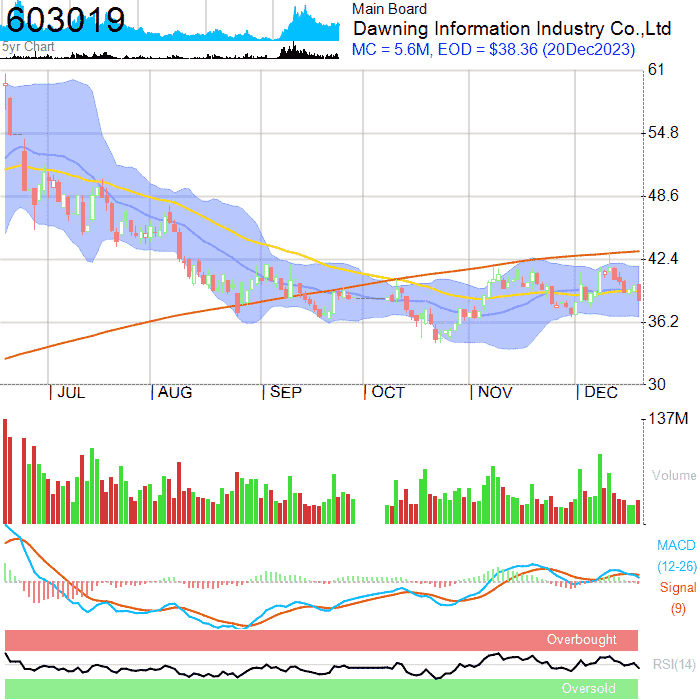 603019
Main Board
Dawning Information Industry Co.,Ltd
5yr Chart
MC = 5.6M, EOD = $38.36 (20Dec2023)
61
54.8
48.6
42.4
36.2
30
JUL AUG SEP OCT NOV DEC
137M
Volume
MACD
(12-26)
Signal
(9)
Overbought
RSI(14)
Oversold